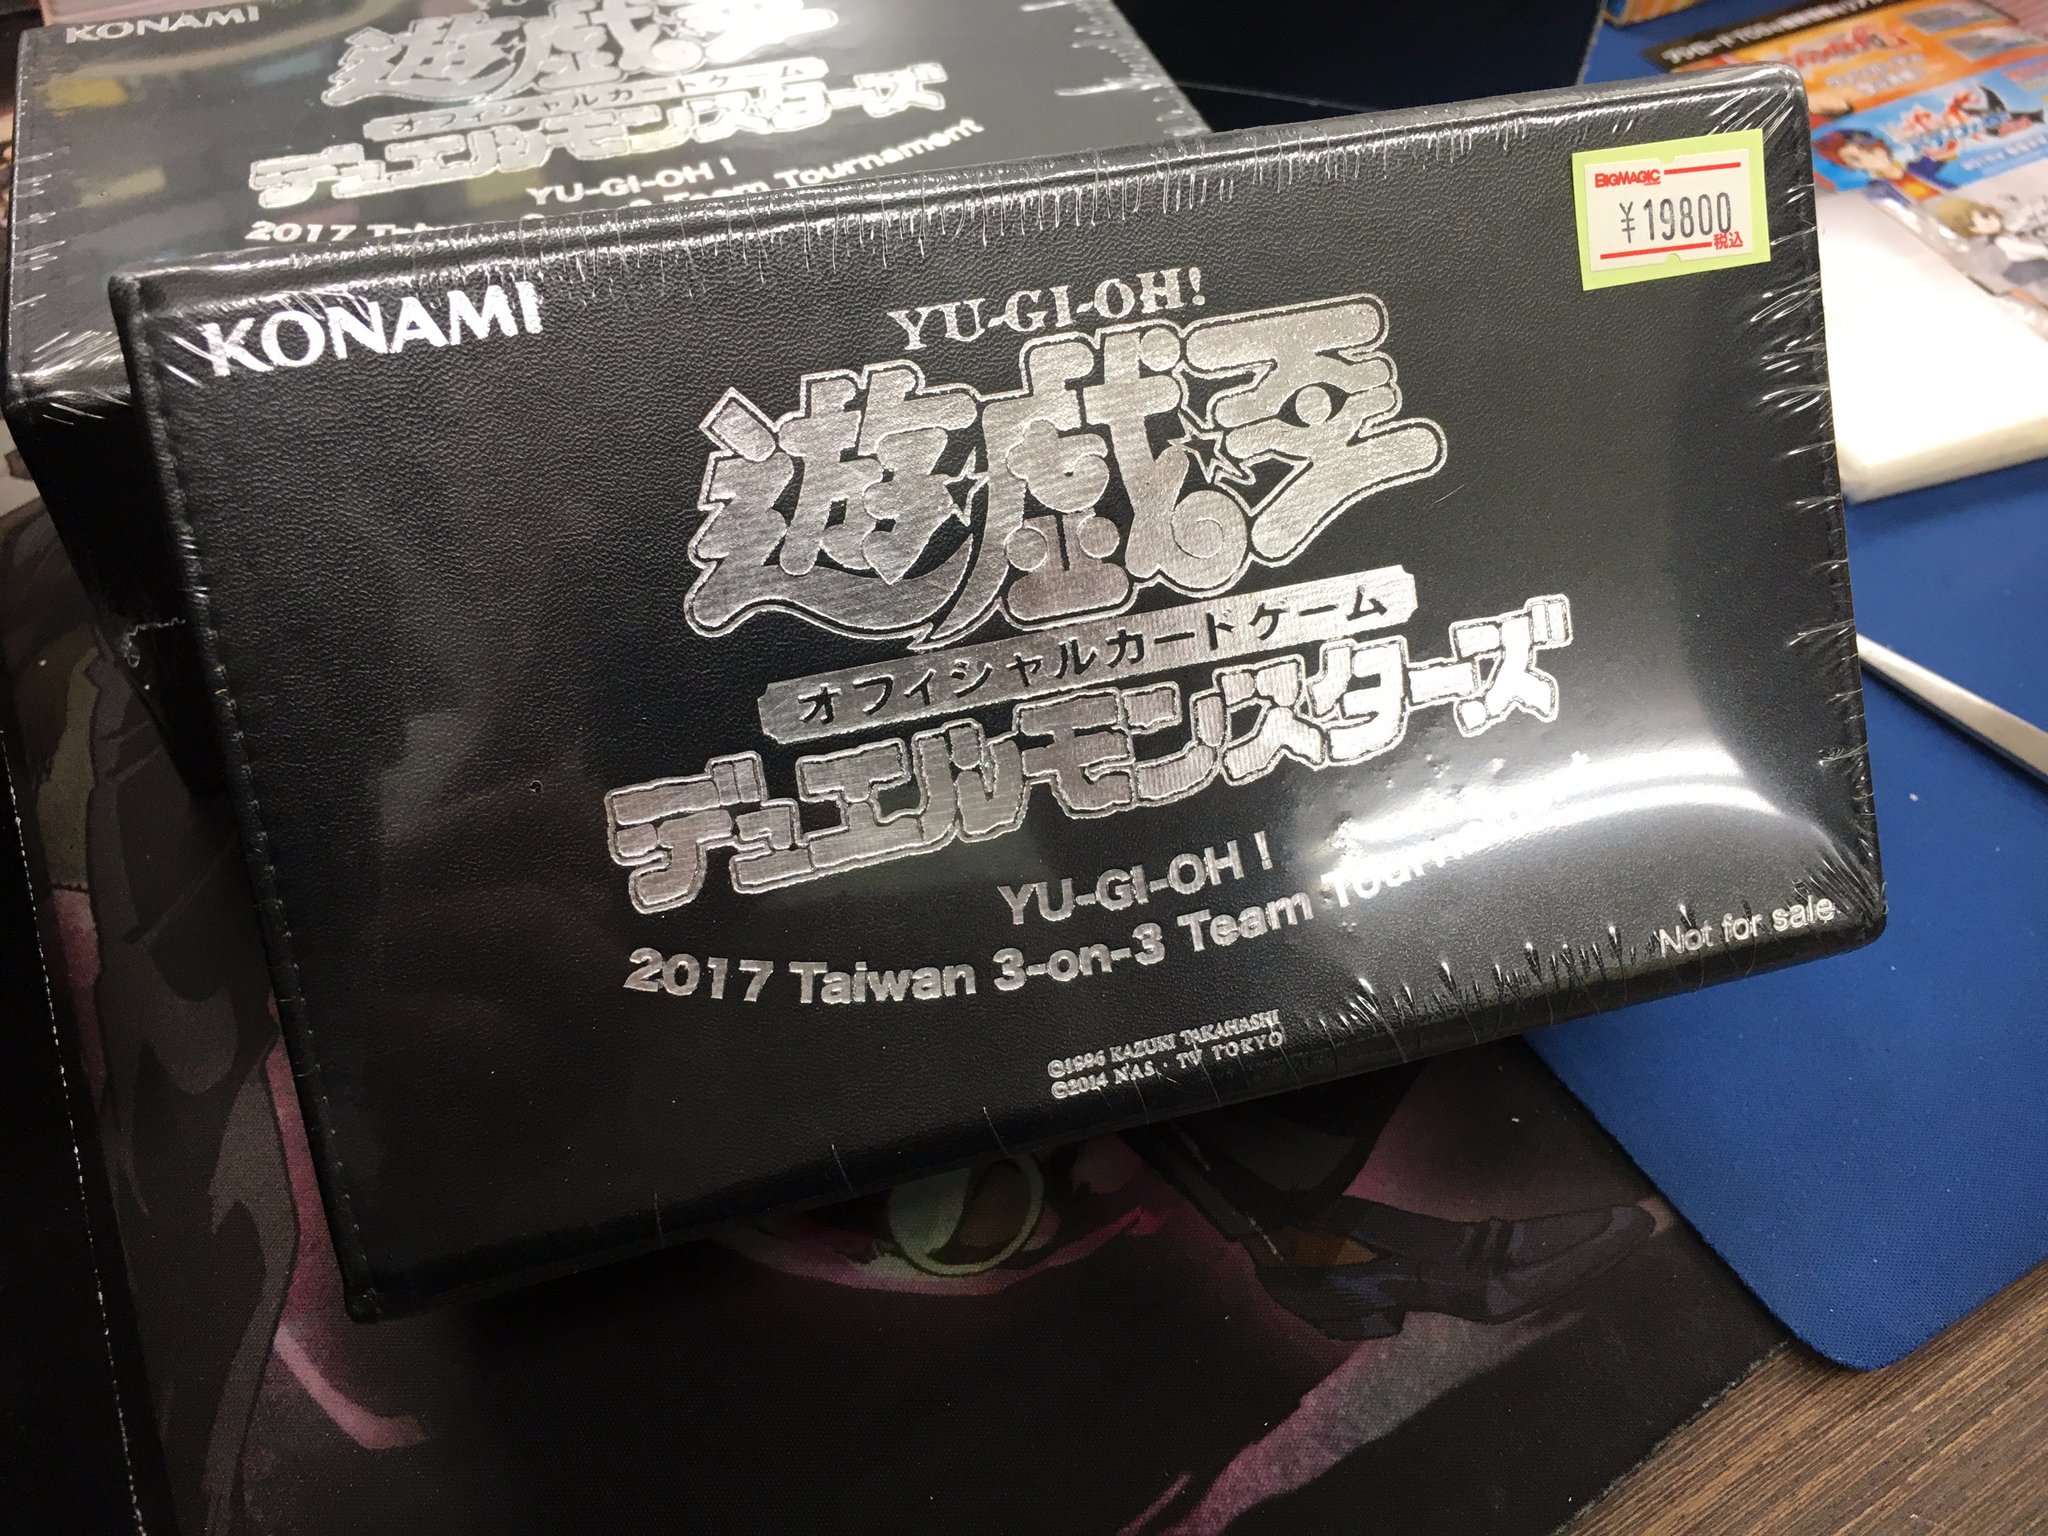 KONAMI
遊戯王
オフィシャルカードゲーム
デュエルモンスターズ
YU-GI-OH !
2017
Team Tournament
BIGMAGIC
¥19800
税込
KONAMI
YU-GI-OH!
遊戯王
オフィシャルカードゲーム
デュエルモンスターズ
YU-GI-OH !
2017 Taiwan 3-on-3 Team
Not for sale
©1996 KAZUKI TAKAHASHI
©2014 NAS・TV TOKYO